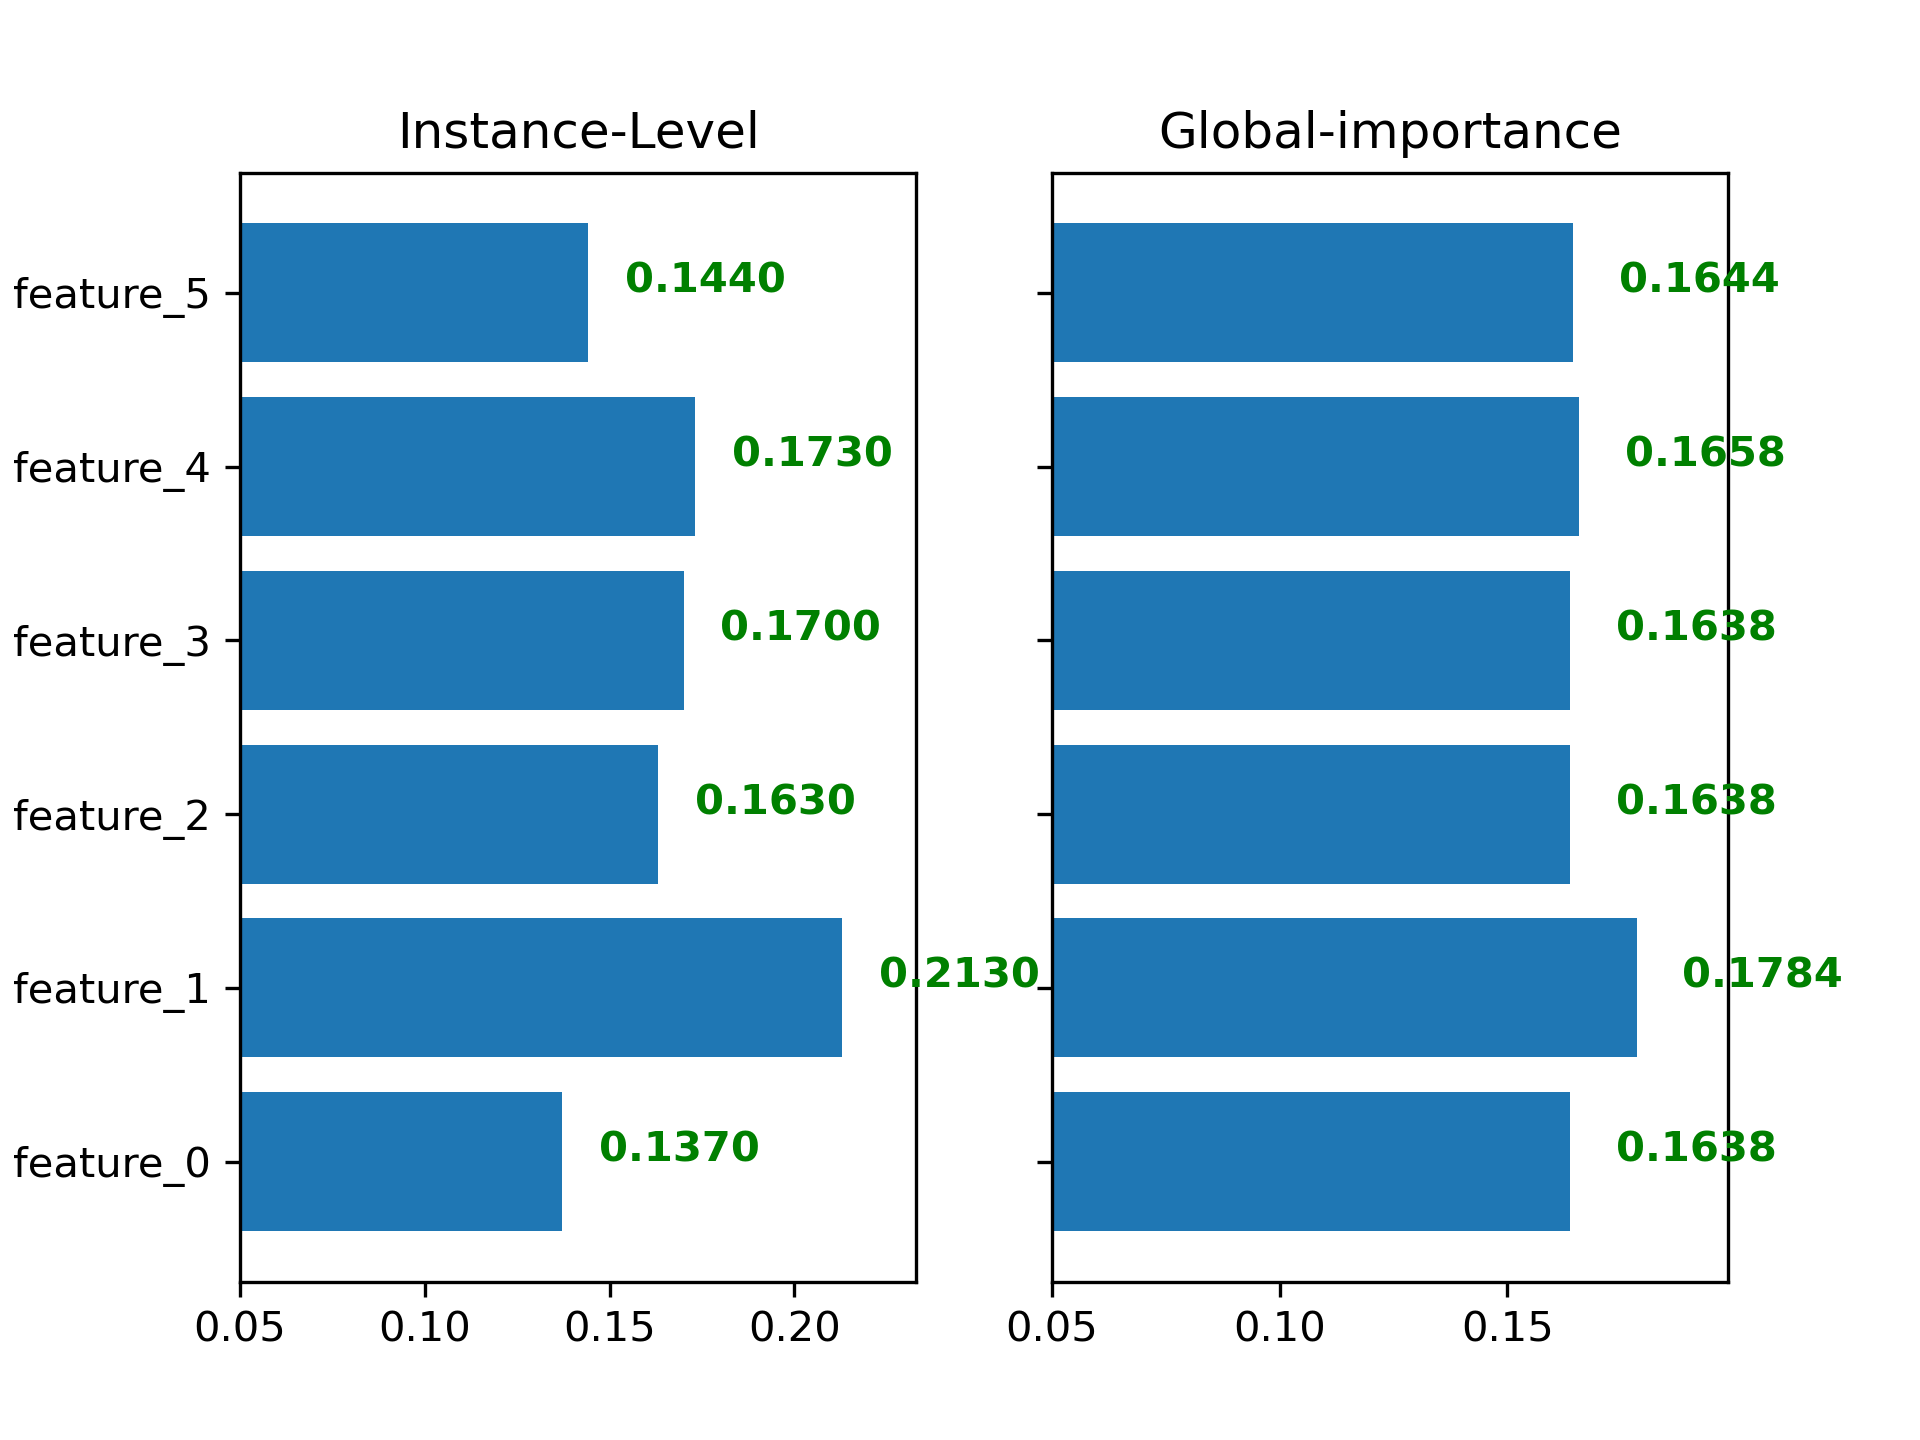 Instance-Level
feature_5
0.1440
feature_4
0.1730
feature_3
0.1700
feature_2
0.1630
feature_1
0.2130
feature_0
0.1370
0.05 0.10 0.15 0.20
Global-importance
0.1644
0.1658
0.1638
0.1638
0.1784
0.1638
0.05 0.10 0.15